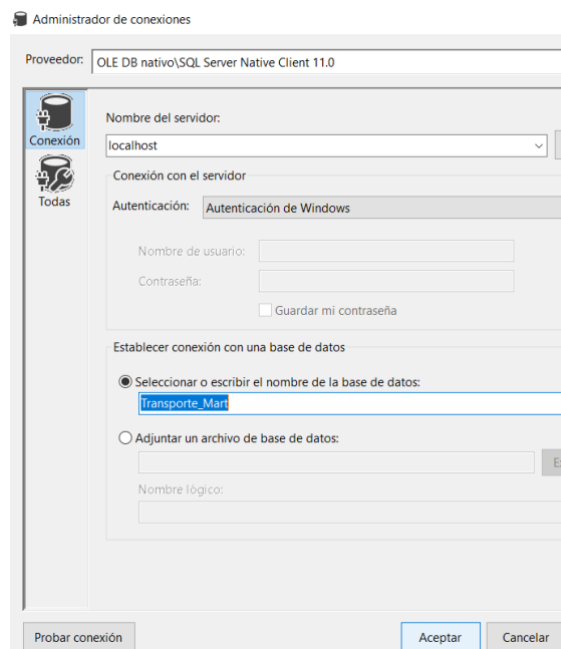 Administrador de conexiones
Proveedor: OLE DB nativo\SQL Server Native Client 11.0
Conexión
Todas
Nombre del servidor:
localhost
Conexión con el servidor
Autenticación: Autenticación de Windows
Nombre de usuario:
Contraseña:
Guardar mi contraseña
Establecer conexión con una base de datos
Seleccionar o escribir el nombre de la base de datos:
Transporte_Mart
Adjuntar un archivo de base de datos:
Nombre lógico:
Probar conexión Aceptar Cancelar